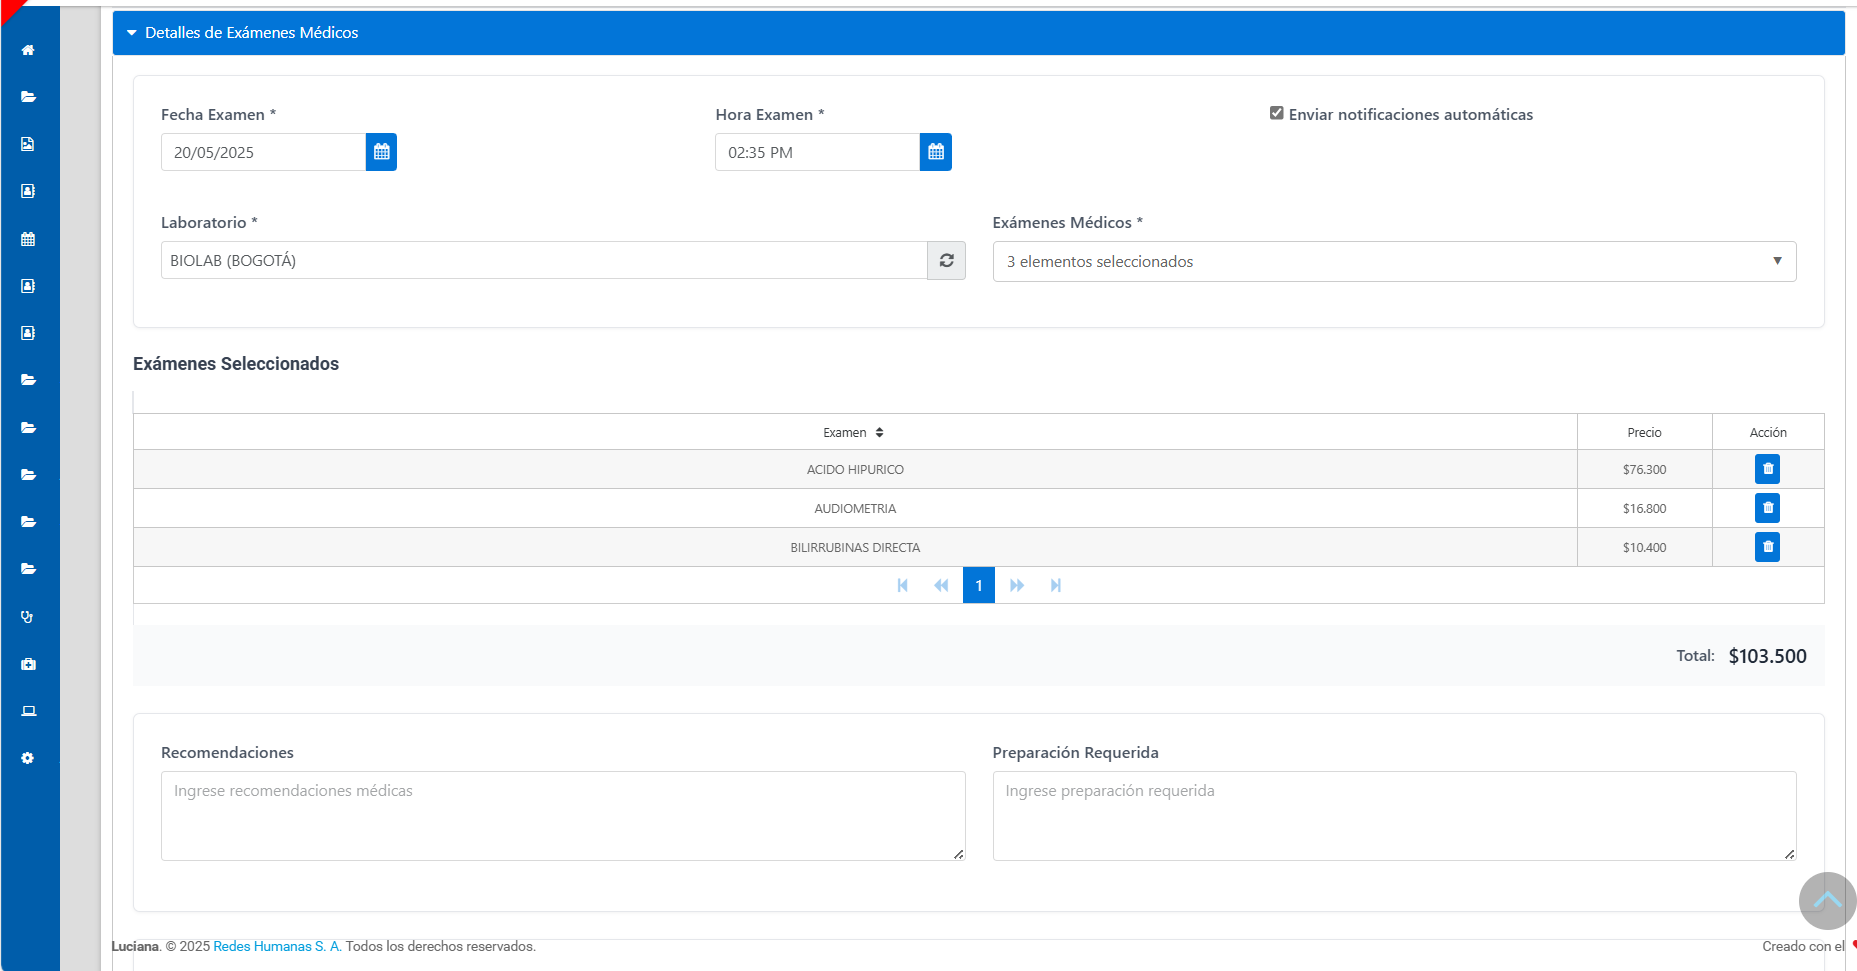 Detalles de Exámenes Médicos
Fecha Examen *
Hora Examen *
Enviar notificaciones automáticas
20/05/2025
02:35 PM
Laboratorio *
Exámenes Médicos *
BIOLAB (BOGOTÁ)
3 elementos seleccionados
Exámenes Seleccionados
Examen Precio Acción
ACIDO HIPURICO $76.300
AUDIOMETRIA $16.800
BILIRRUBINAS DIRECTA $10.400
1
Total: $103.500
Recomendaciones
Preparación Requerida
Ingrese recomendaciones médicas
Ingrese preparación requerida
Luciana. © 2025 Redes Humanas S. A. Todos los derechos reservados.
Creado con el